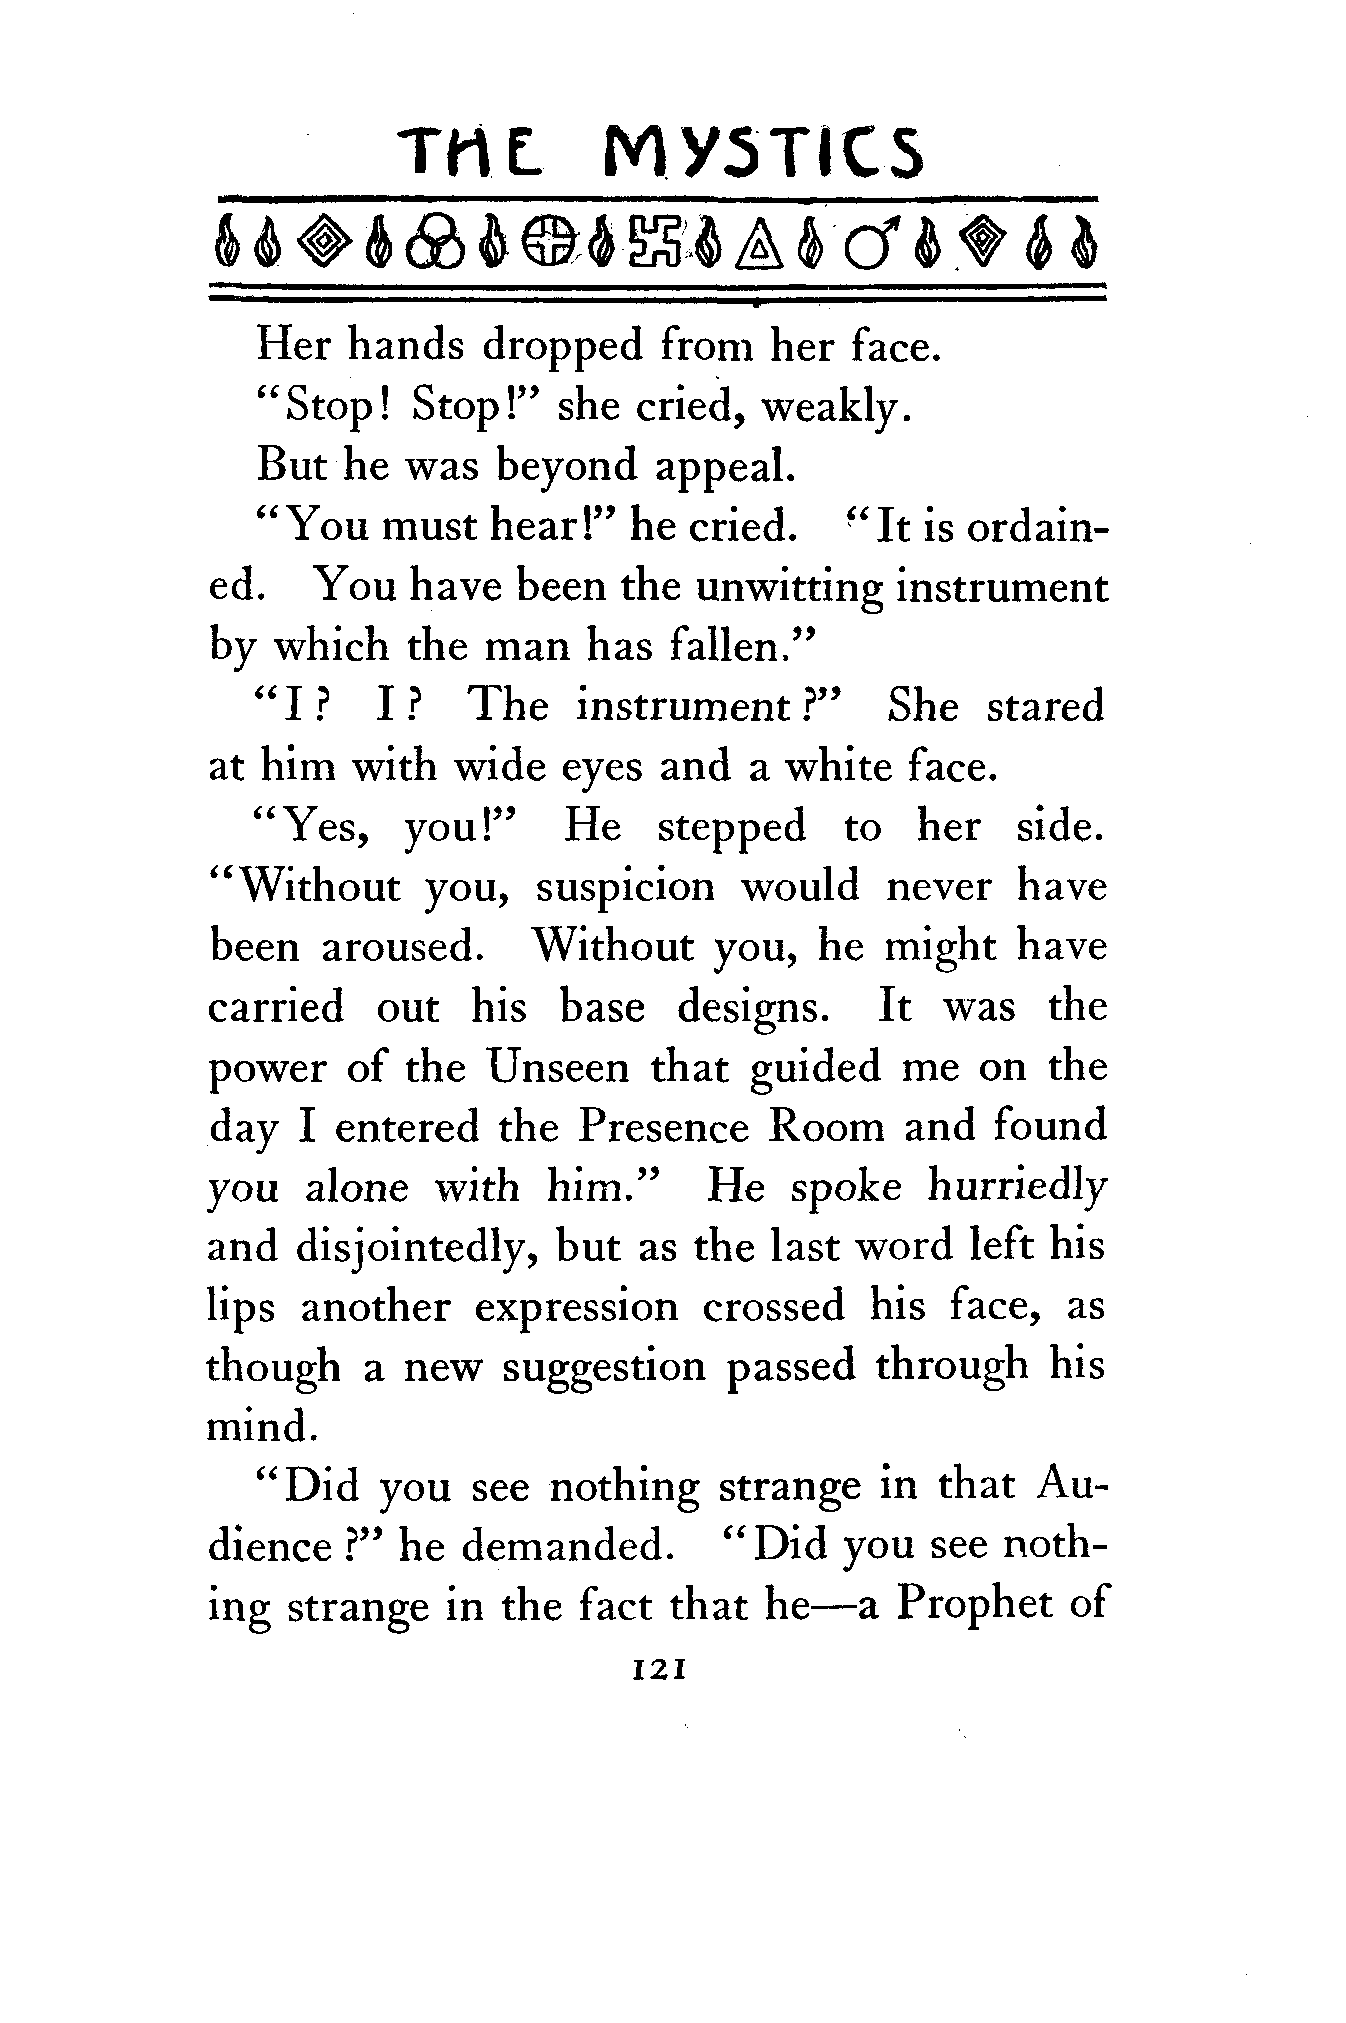 THE MYSTICS
Her hands dropped from her face.
“Stop! Stop!” she cried, weakly.
But he was beyond appeal.
“You must hear!” he cried. “It is ordain-
ed. You have been the unwitting instrument
by which the man has fallen.”
“I? I? The instrument?” She stared
at him with wide eyes and a white face.
“Yes, you!” He stepped to her side.
“Without you, suspicion would never have
been aroused. Without you, he might have
carried out his base designs. It was the
power of the Unseen that guided me on the
day I entered the Presence Room and found
you alone with him.” He spoke hurriedly
and disjointedly, but as the last word left his
lips another expression crossed his face, as
though a new suggestion passed through his
mind.
“Did you see nothing strange in that Au-
dience?” he demanded. “Did you see noth-
ing strange in the fact that he—a Prophet of
121